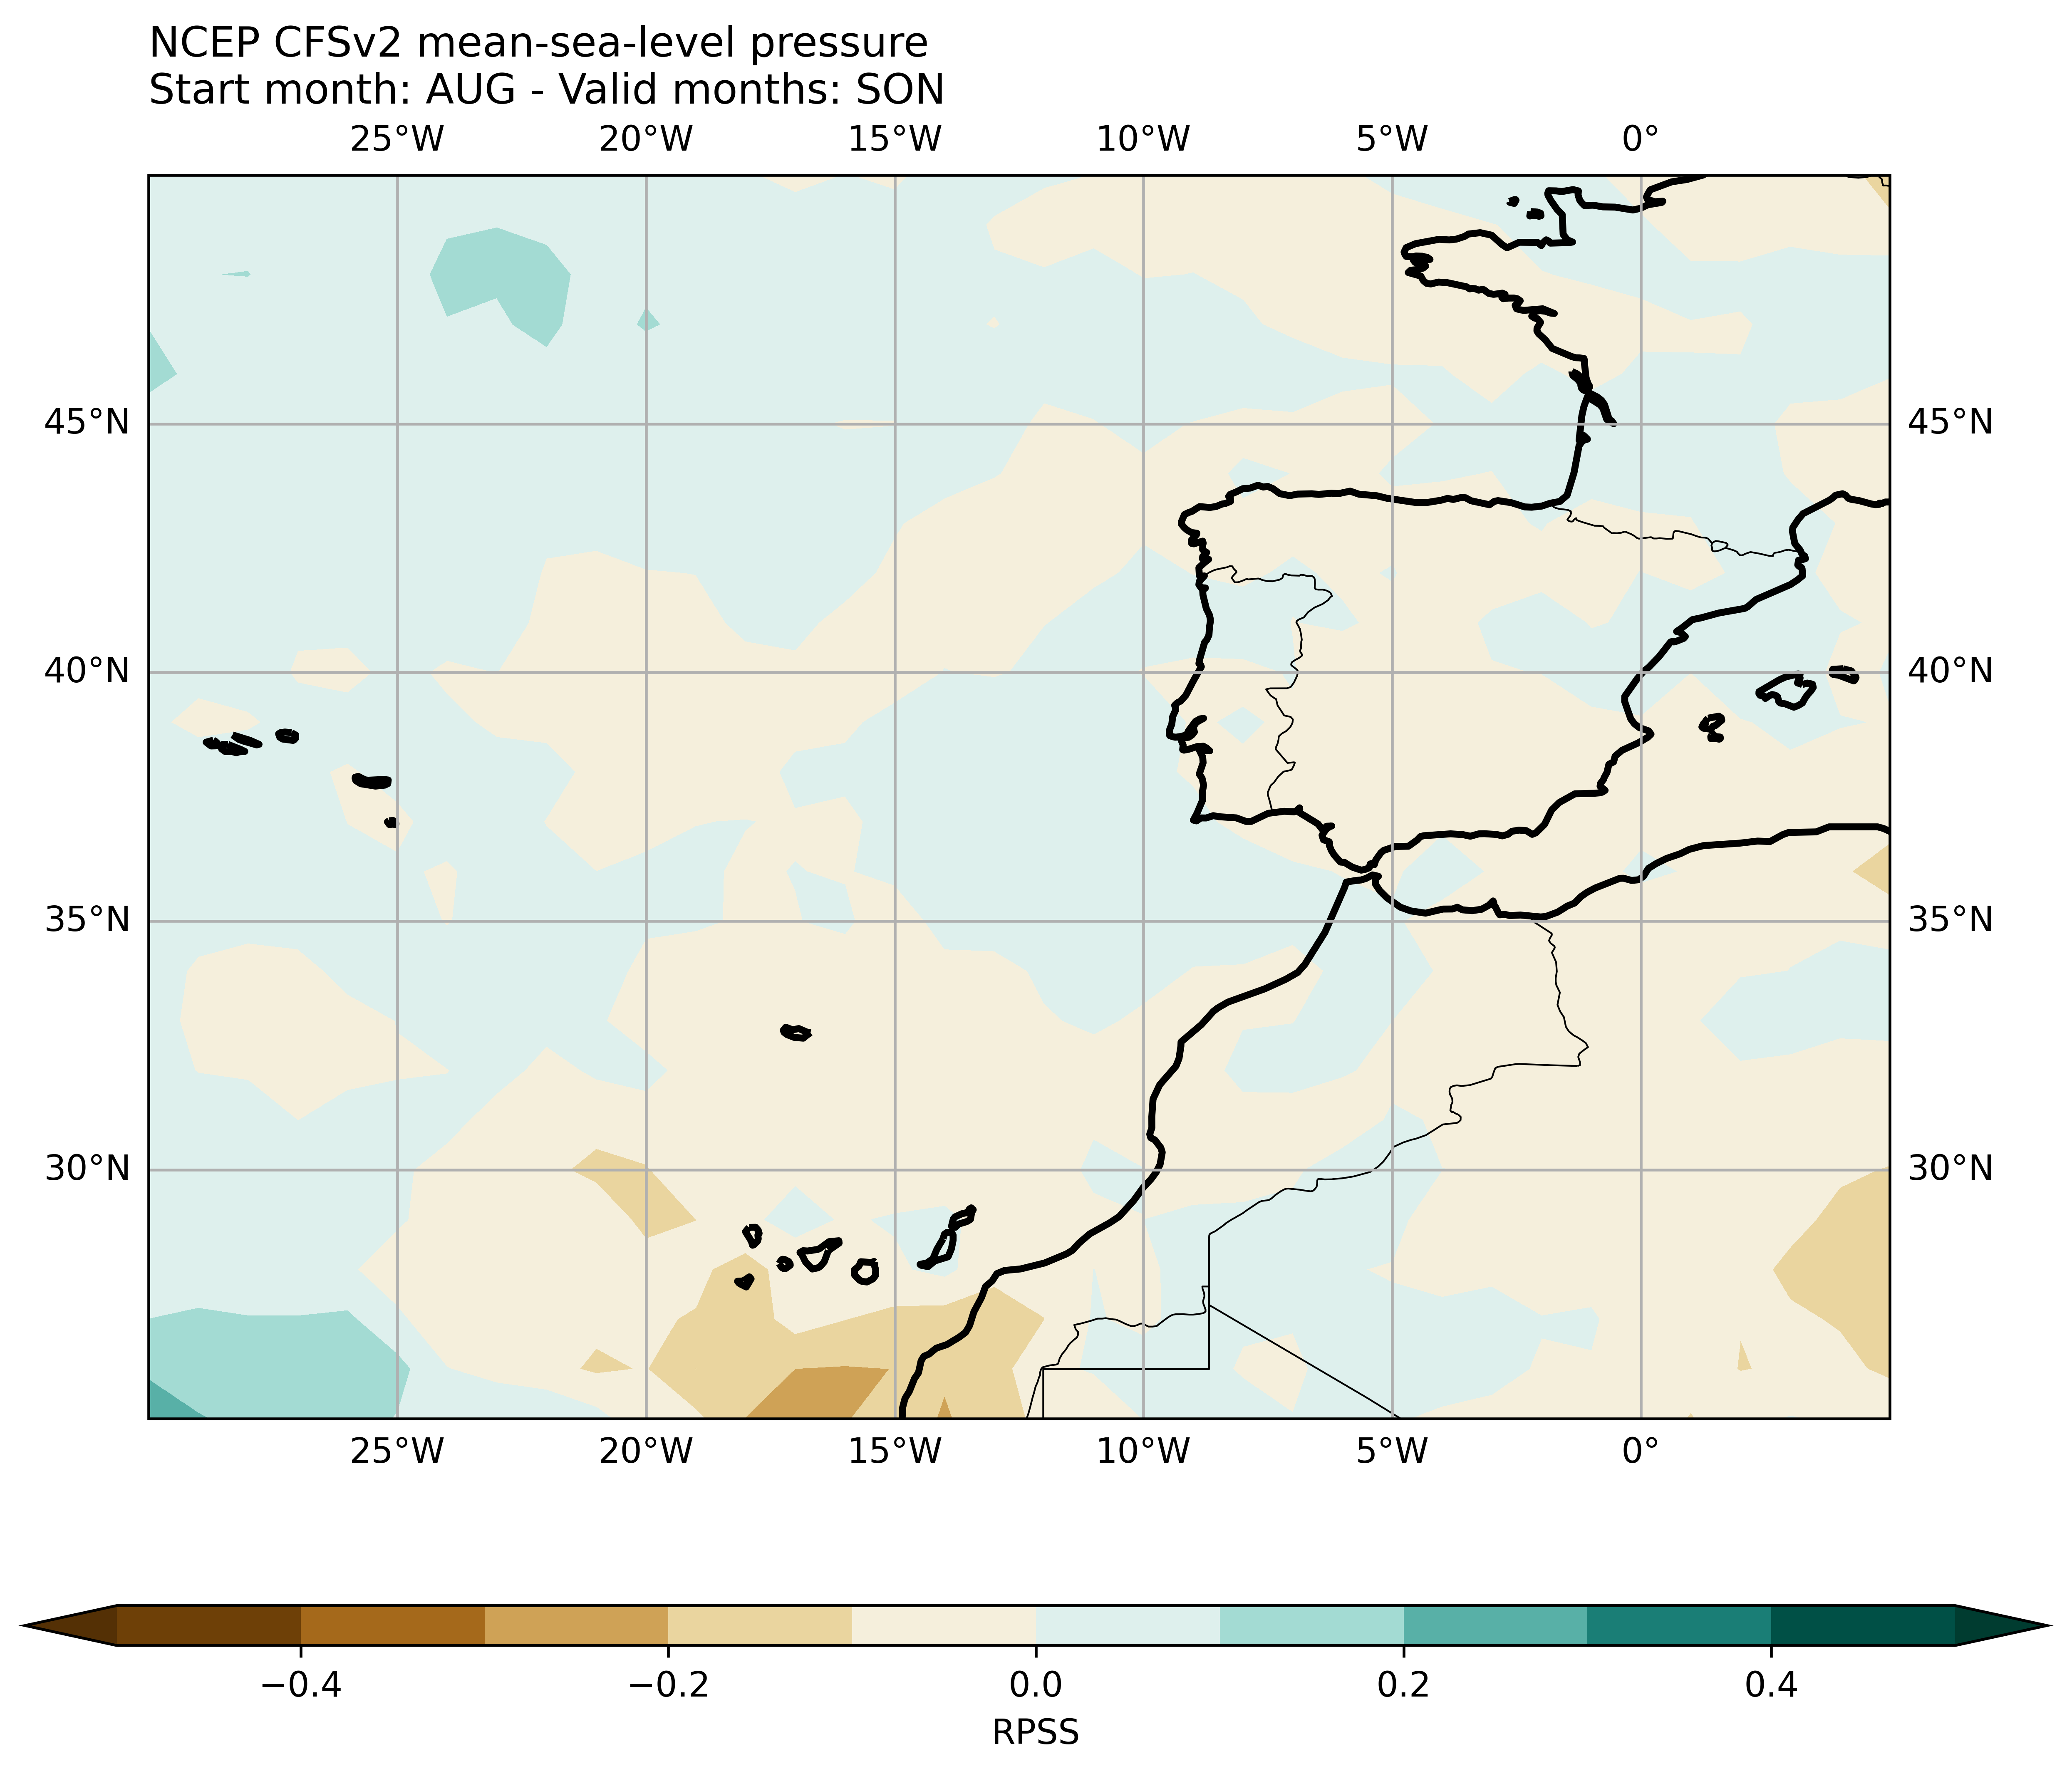 NCEP CFSv2 mean-sea-level pressure
Start month: AUG - Valid months: SON
25°W 20°W 15°W 10°W 5°W 0°
45°N 45°N
40°N 40°N
35°N 35°N
30°N 30°N
25°W 20°W 15°W 10°W 5°W 0°
−0.4 −0.2 0.0 0.2 0.4
RPSS